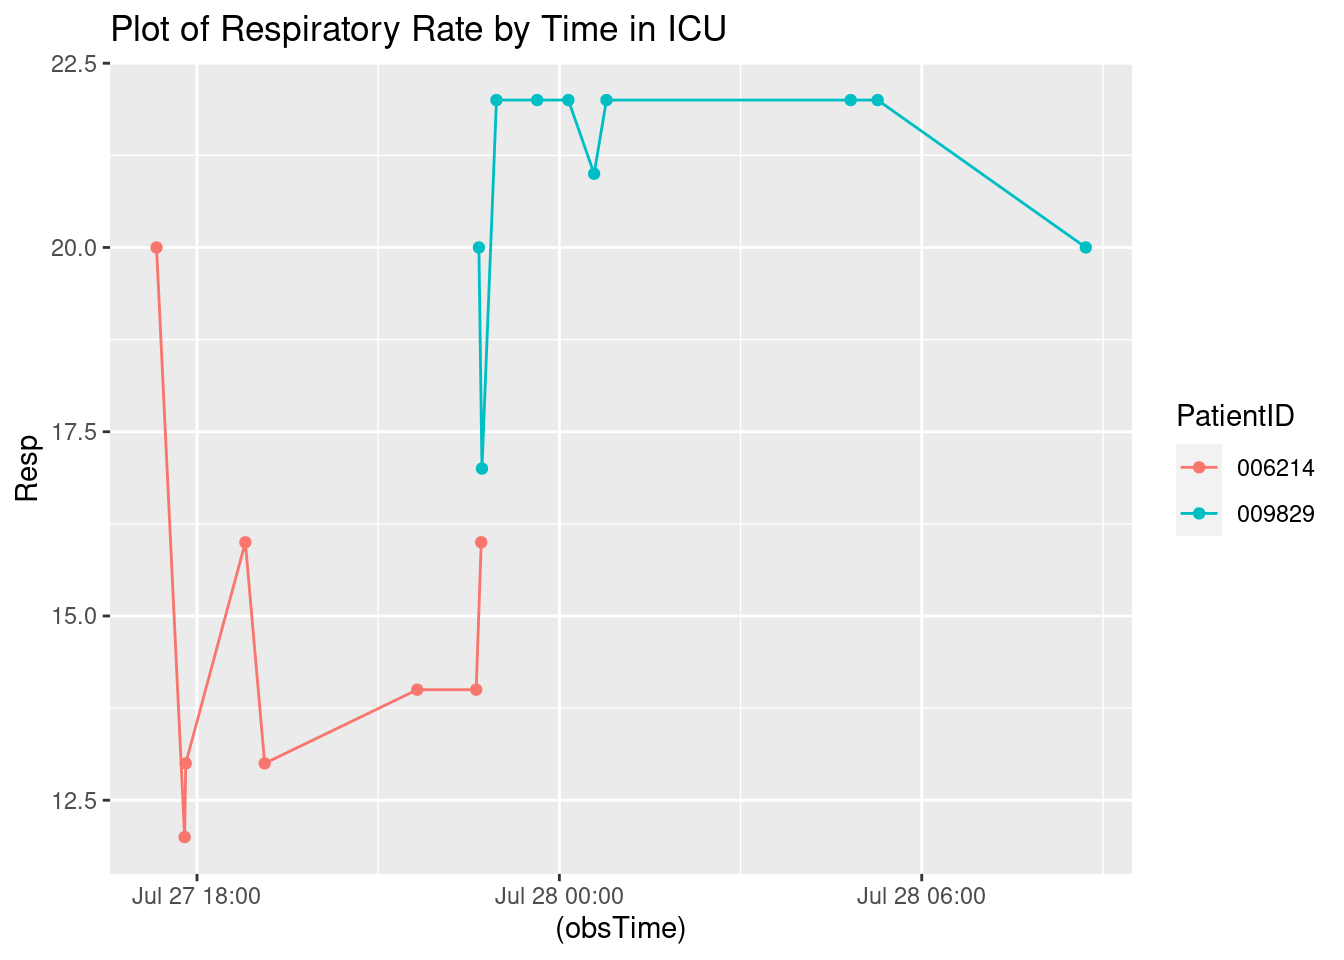 Plot of Respiratory Rate by Time in ICU
22.5
20.0
17.5
15.0
12.5
Resp
Jul 27 18:00
Jul 28 00:00
Jul 28 06:00
(obsTime)
PatientID
006214
009829